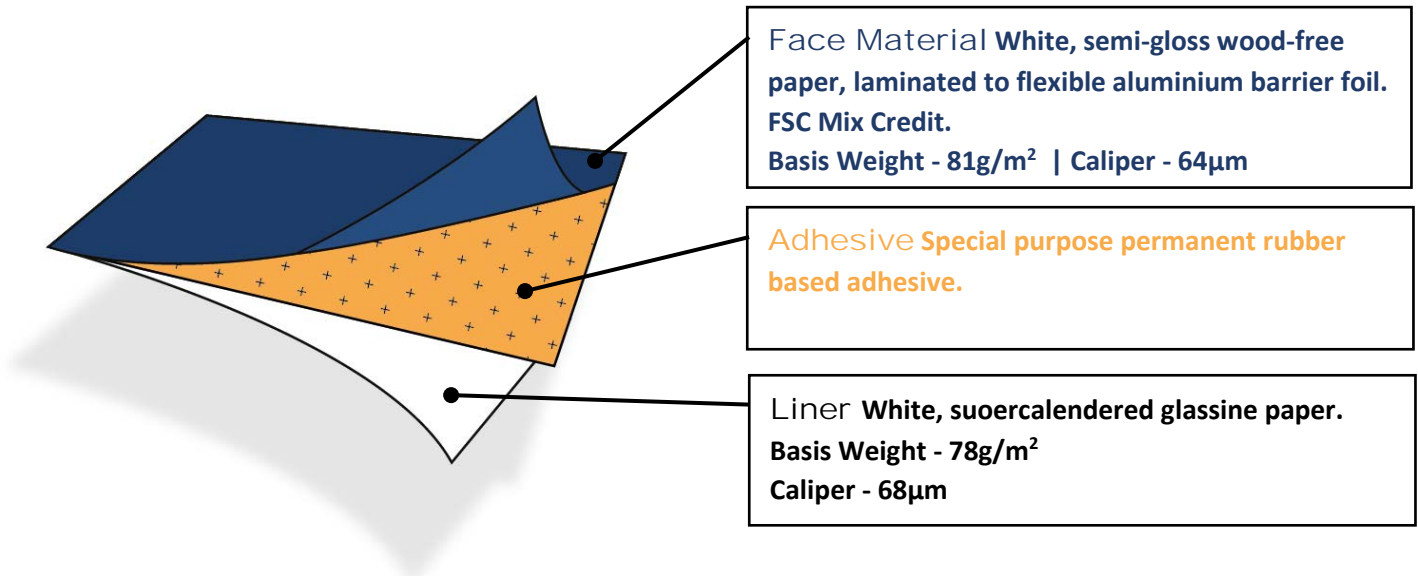 Face Material White, semi-gloss wood-free
paper, laminated to flexible aluminium barrier foil.
FSC Mix Credit.
Basis Weight - 81g/m² | Caliper - 64µm
Adhesive Special purpose permanent rubber
based adhesive.
Liner White, suoercalendered glassine paper.
Basis Weight - 78g/m²
Caliper - 68µm